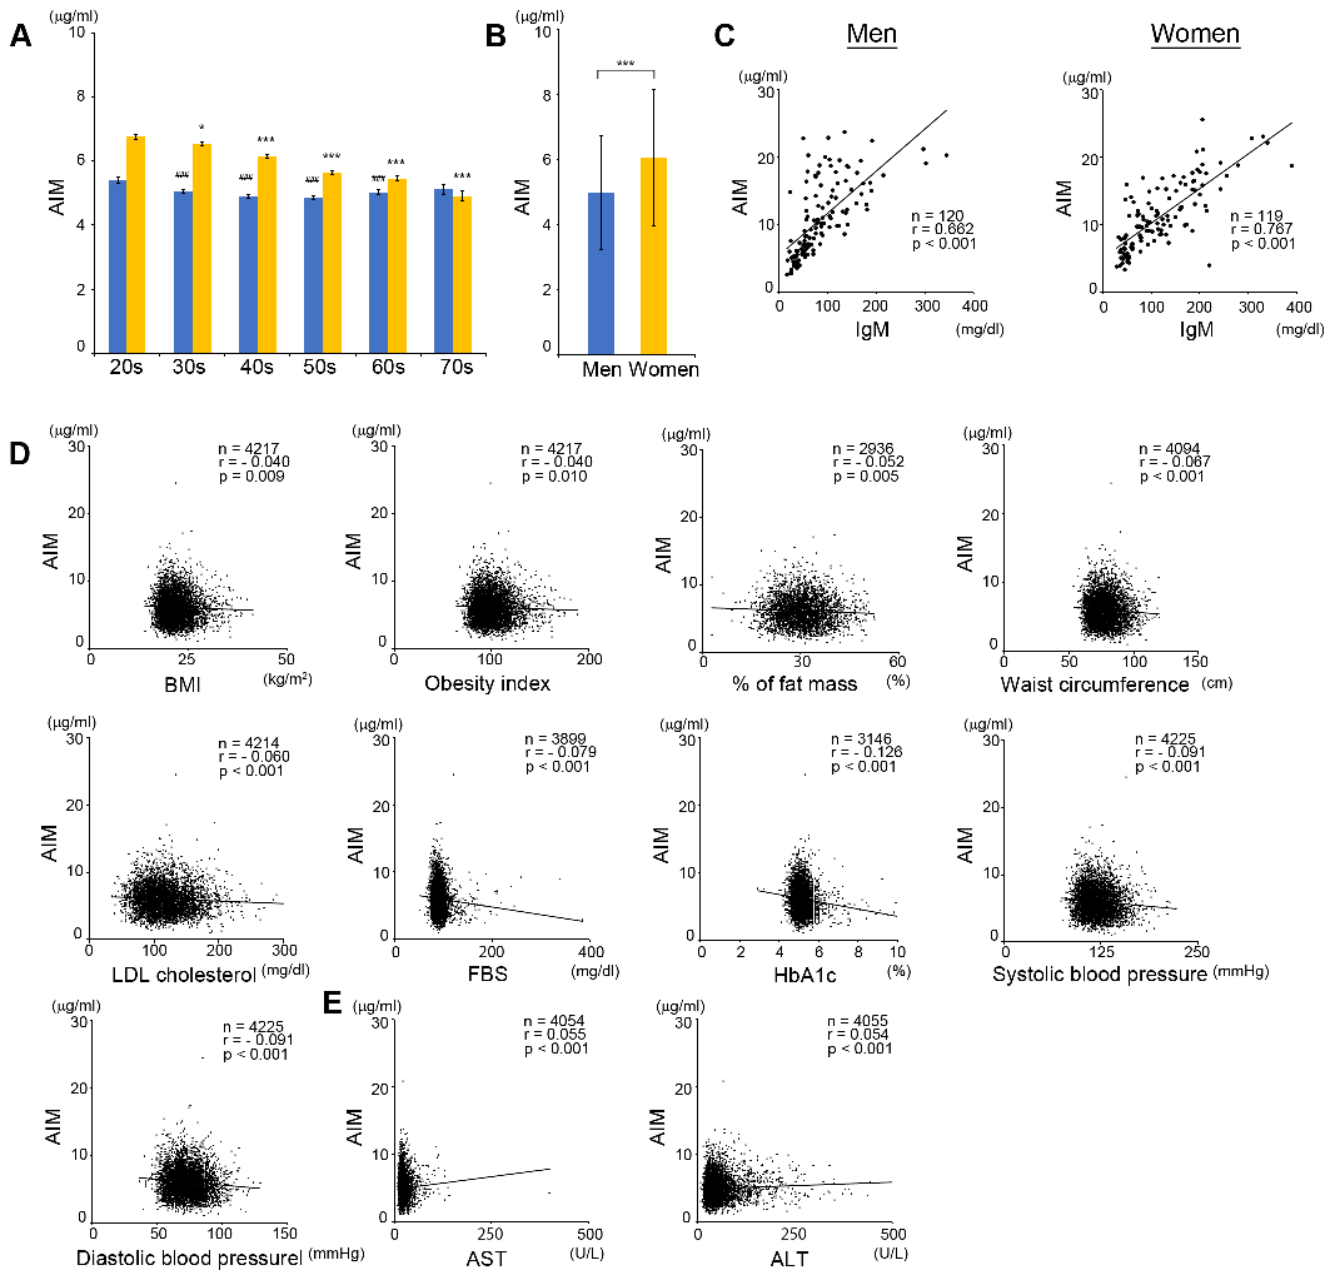 A
(μg/ml)
10
8
6
4
2
0
AIM
###
*
###
***
###
***
###
***
***
20s 30s 40s 50s 60s 70s
B
(μg/ml)
10
8
6
4
2
0
AIM
***
Men Women
C
Men
(μg/ml)
30
20
10
0
AIM
n = 120
r = 0.662
p < 0.001
0 100 200 300 400
IgM (mg/dl)
Women
(μg/ml)
30
20
10
0
AIM
n = 119
r = 0.767
p < 0.001
0 100 200 300 400
IgM (mg/dl)
D
(μg/ml)
30
20
10
0
AIM
n = 4217
r = - 0.040
p = 0.009
0 25 50
BMI (kg/m²)
(μg/ml)
30
20
10
0
AIM
n = 4217
r = - 0.040
p = 0.010
0 100 200
Obesity index
(μg/ml)
30
20
10
0
AIM
n = 2936
r = - 0.052
p = 0.005
0 30 60
% of fat mass (%)
(μg/ml)
30
20
10
0
AIM
n = 4094
r = - 0.067
p < 0.001
0 50 100 150
Waist circumference (cm)
(μg/ml)
30
20
10
0
AIM
n = 4214
r = - 0.060
p < 0.001
0 100 200 300
LDL cholesterol (mg/dl)
(μg/ml)
30
20
10
0
AIM
n = 3899
r = - 0.079
p < 0.001
0 200 400
FBS (mg/dl)
(μg/ml)
30
20
10
0
AIM
n = 3146
r = - 0.126
p < 0.001
0 2 4 6 8 10
HbA1c (%)
(μg/ml)
30
20
10
0
AIM
n = 4225
r = - 0.091
p < 0.001
0 125 250
Systolic blood pressure (mmHg)
(μg/ml)
30
20
10
0
AIM
n = 4225
r = - 0.091
p < 0.001
0 50 100 150
Diastolic blood pressurel (mmHg)
E
(μg/ml)
30
20
10
0
AIM
n = 4054
r = 0.055
p < 0.001
0 250 500
AST (U/L)
(μg/ml)
30
20
10
0
AIM
n = 4055
r = 0.054
p < 0.001
0 250 500
ALT (U/L)